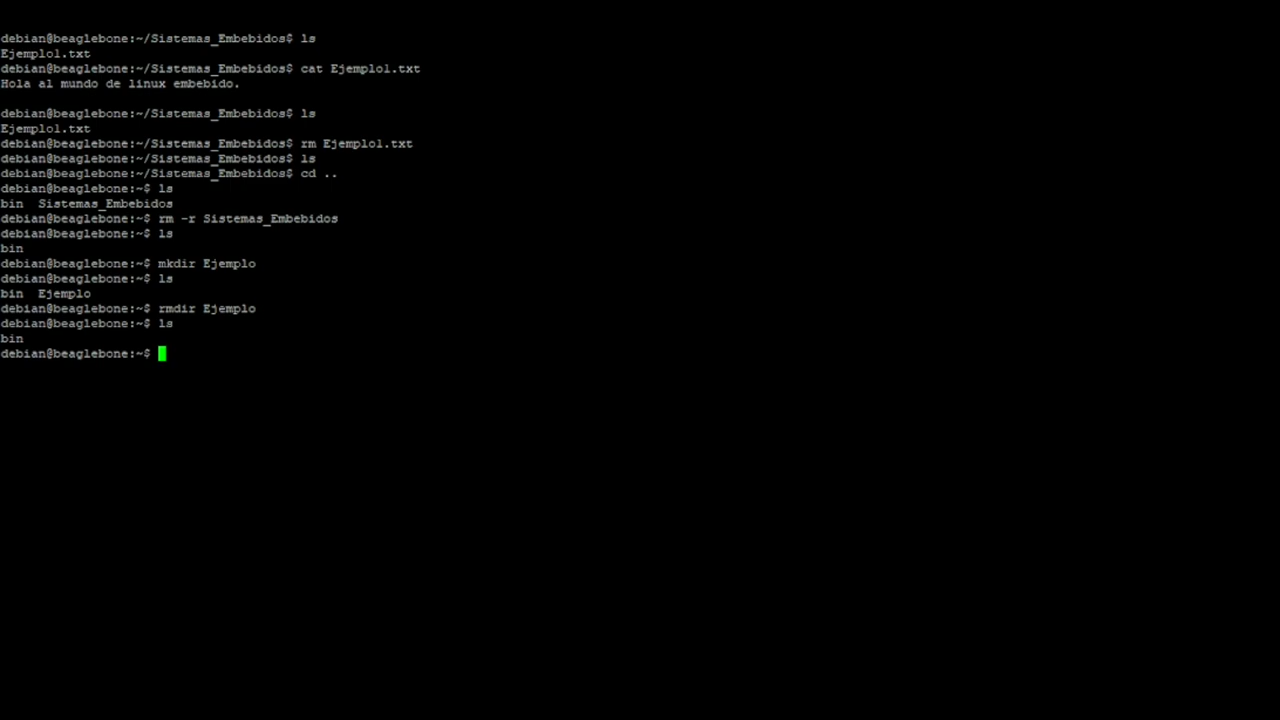 debian@beaglebone:~/Sistemas_Embebidos$ ls
Ejemplo1.txt
debian@beaglebone:~/Sistemas_Embebidos$ cat Ejemplo1.txt
Hola al mundo de linux embebido.
debian@beaglebone:~/Sistemas_Embebidos$ ls
Ejemplo1.txt
debian@beaglebone:~/Sistemas_Embebidos$ rm Ejemplo1.txt
debian@beaglebone:~/Sistemas_Embebidos$ ls
debian@beaglebone:~/Sistemas_Embebidos$ cd ..
debian@beaglebone:~$ ls
bin  Sistemas_Embebidos
debian@beaglebone:~$ rm -r Sistemas_Embebidos
debian@beaglebone:~$ ls
bin
debian@beaglebone:~$ mkdir Ejemplo
debian@beaglebone:~$ ls
bin  Ejemplo
debian@beaglebone:~$ rmdir Ejemplo
debian@beaglebone:~$ ls
bin
debian@beaglebone:~$